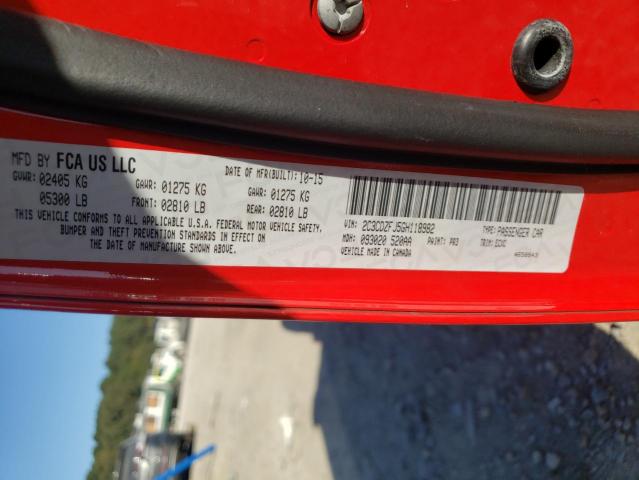 MFD BY FCA US LLC
DATE OF MFR(BUILT): 10-15
GVWR: 02405 KG
GAWR: 01275 KG
GAWR: 01275 KG
05300 LB
FRONT: 02810 LB
REAR: 02810 LB
THIS VEHICLE CONFORMS TO ALL APPLICABLE U.S.A. FEDERAL MOTOR VEHICLE SAFETY,
BUMPER AND THEFT PREVENTION STANDARDS IN EFFECT ON
THE DATE OF MANUFACTURE SHOWN ABOVE.
VIN: 2C3CDZFJ5GH118992
TYPE: PASSENGER CAR
MDH: 093020 520AA
PAINT: PR3
TRIM:
VEHICLE MADE IN CANADA